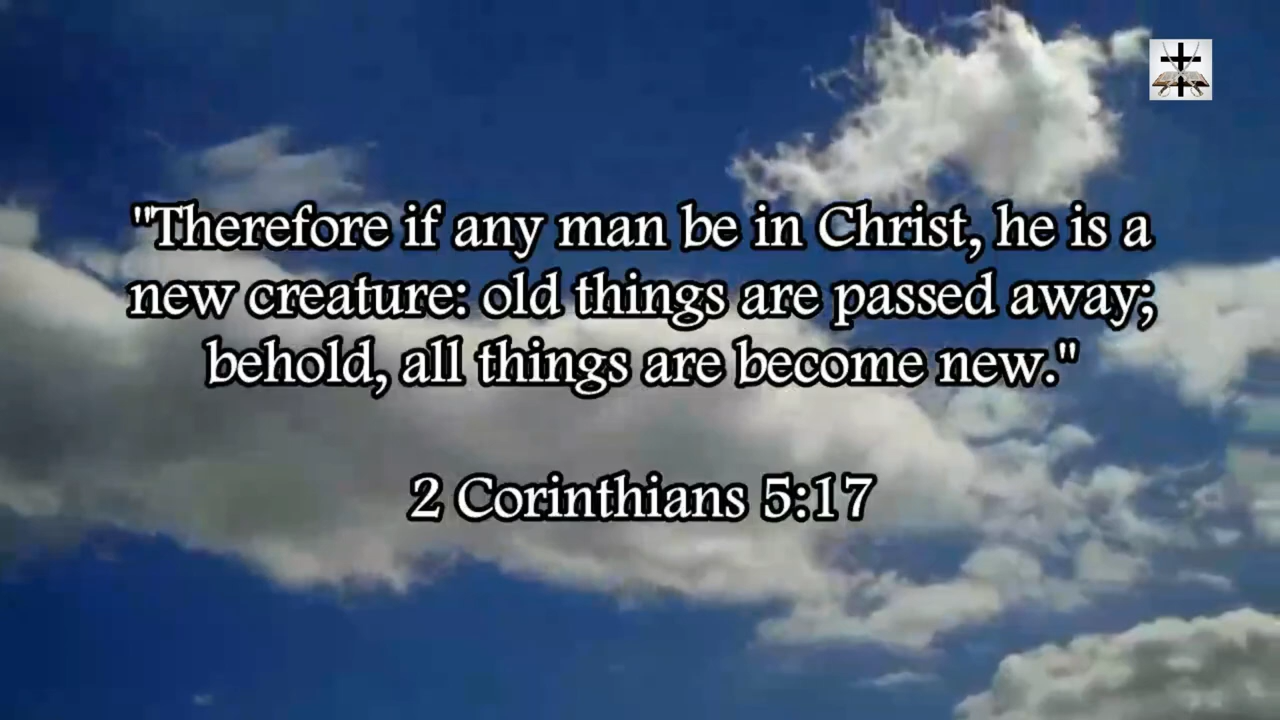 "Therefore if any man be in Christ, he is a
new creature: old things are passed away;
behold, all things are become new."
2 Corinthians 5:17